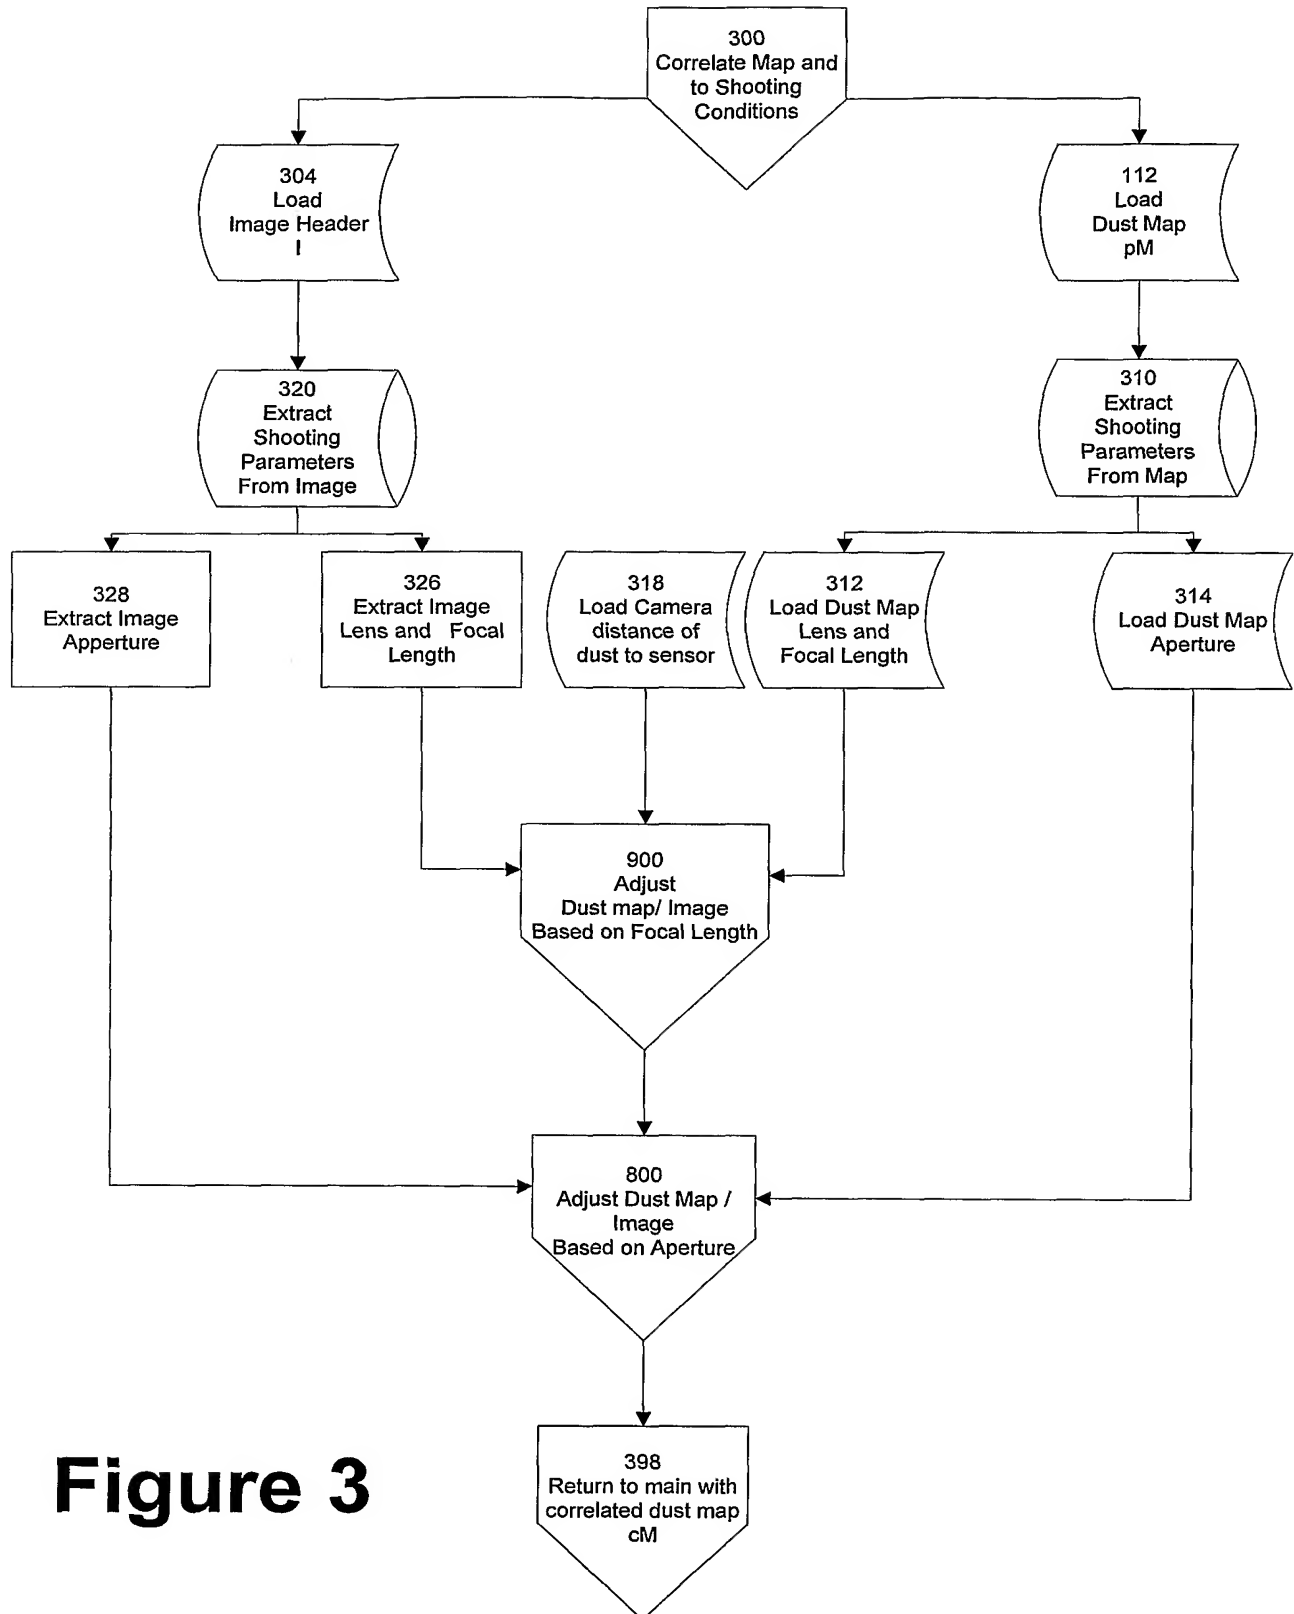 300
Correlate Map and
to Shooting
Conditions
304
Load
Image Header
I
112
Load
Dust Map
pM
320
Extract
Shooting
Parameters
From Image
310
Extract
Shooting
Parameters
From Map
328
Extract Image
Apperture
326
Extract Image
Lens and Focal
Length
318
Load Camera
distance of
dust to sensor
312
Load Dust Map
Lens and
Focal Length
314
Load Dust Map
Aperture
900
Adjust
Dust map/ Image
Based on Focal Length
800
Adjust Dust Map /
Image
Based on Aperture
398
Return to main with
correlated dust map
cM
Figure 3